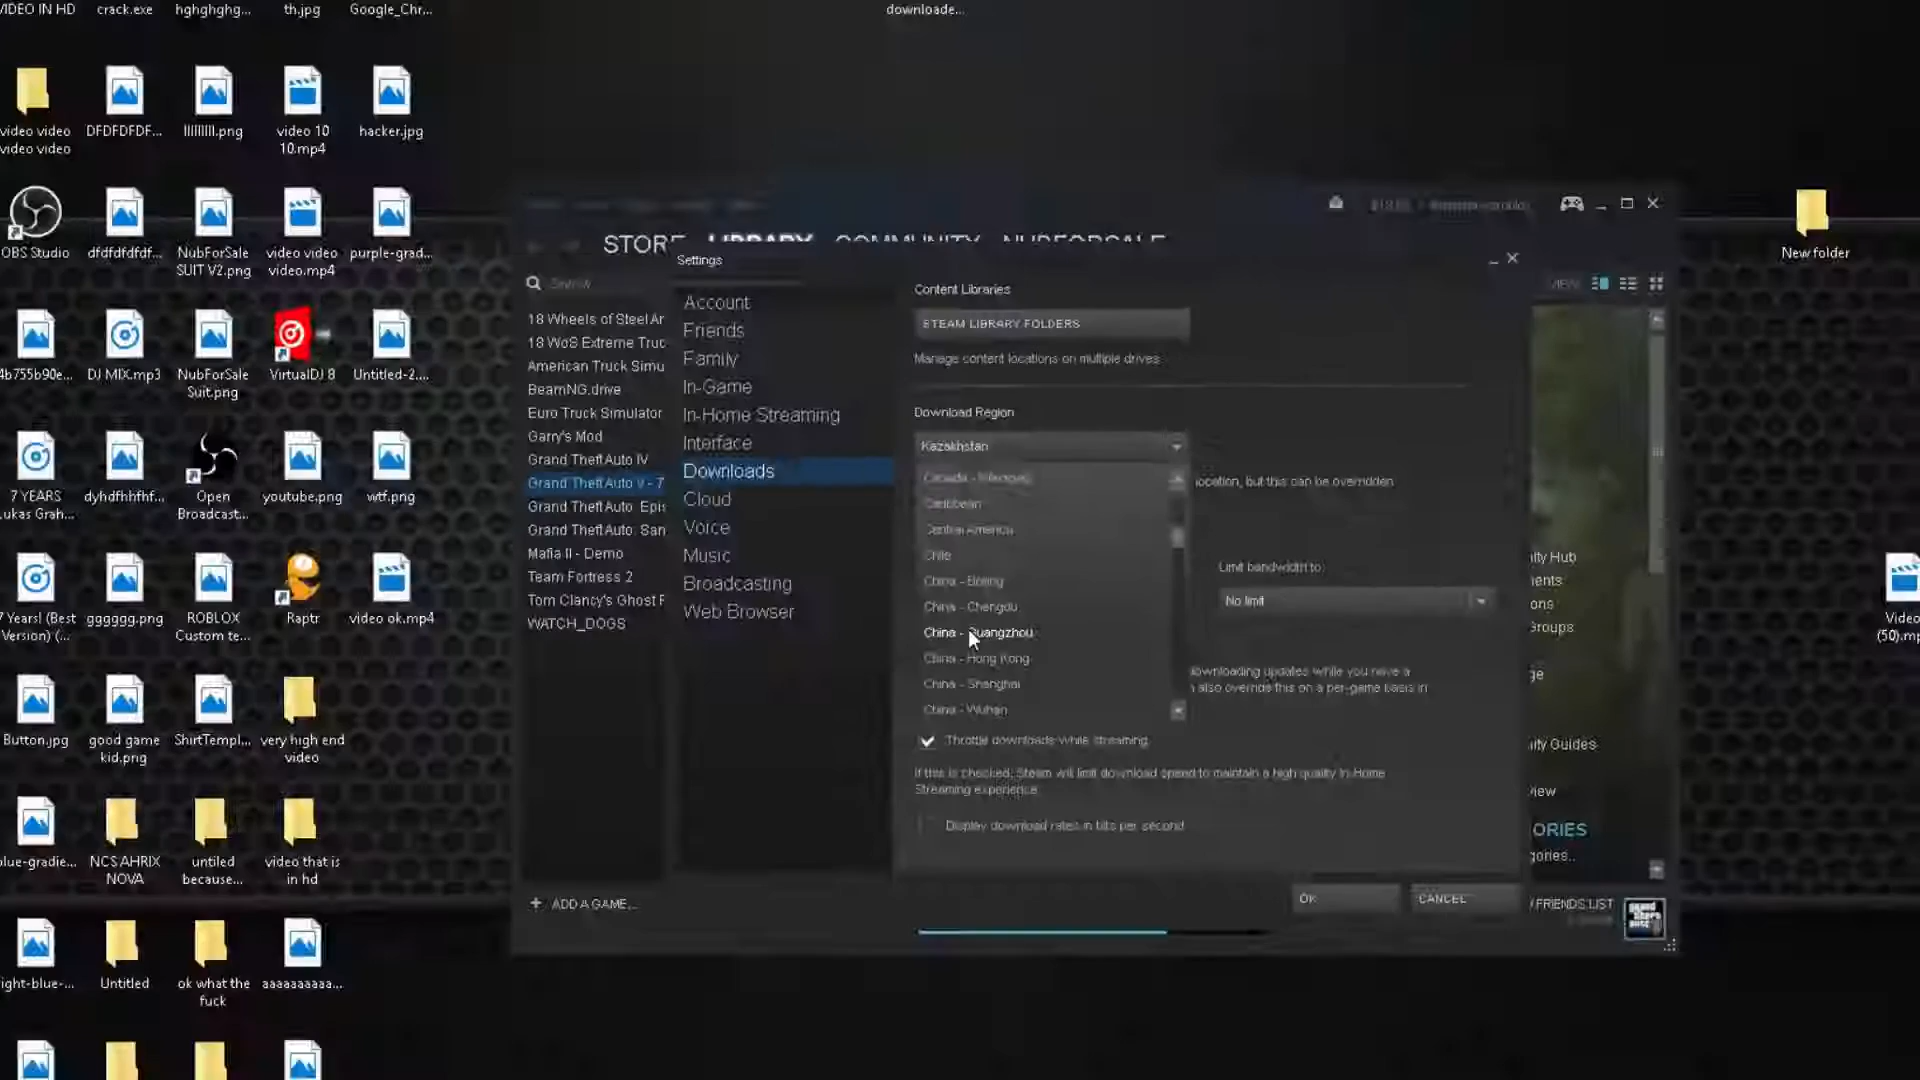 VIDEO IN HD
crack.exe
hghghghg...
th.jpg
Google_Chr...
downloade...
video video
video video
DFDFDFDF...
llllllllll.png
video 10
10.mp4
hacker.jpg
OBS Studio
dfdfdfdfdf...
NubForSale
SUIT V2.png
video video
video.mp4
purple-grad...
New folder
4b755b90e...
DJ MIX.mp3
NubForSale
Suit.png
VirtualDJ 8
Untitled-2....
7 YEARS
ukas Grah...
dyhdfhhfhf...
Open
Broadcast...
youtube.png
wtf.png
7 Years! (Best
Version) (...
gggggg.png
ROBLOX
Custom te...
Raptr
video ok.mp4
Video
(50).mp
Button.jpg
good game
kid.png
ShirtTempl...
very high end
video
blue-gradie...
NCS AHRIX
NOVA
untiled
because...
video that is
in hd
ight-blue-...
Untitled
ok what the
fuck
aaaaaaaaaa...
STORE LIBRARY COMMUNITY NUBFORSALE
Settings
Search
VIEW
18 Wheels of Steel Ar
18 WoS Extreme Truc
American Truck Simu
BeamNG.drive
Euro Truck Simulator
Garry's Mod
Grand Theft Auto IV
Grand Theft Auto V - 7
Grand Theft Auto Epis
Grand Theft Auto San
Mafia II - Demo
Team Fortress 2
Tom Clancy's Ghost R
WATCH_DOGS
+ ADD A GAME...
Account
Friends
Family
In-Game
In-Home Streaming
Interface
Downloads
Cloud
Voice
Music
Broadcasting
Web Browser
Content Libraries
STEAM LIBRARY FOLDERS
Manage content locations on multiple drives
Download Region
Kazakhstan
Canada -
Caribbean
Central America
Chile
China - Beijing
China - Chengdu
China - Guangzhou
China - Hong Kong
China - Shanghai
China - Wuhan
location, but this can be overridden
Limit bandwidth to:
No limit
downloading updates while you have a
also override this on a per-game basis in
Throttle downloads while streaming
If this is checked, Steam will limit download speed to maintain a high quality In-Home
Streaming experience
Display download rates in bits per second
OK
CANCEL
ity Hub
ents
ons
Groups
ge
ity Guides
view
ORIES
gories...
FRIENDS LIST